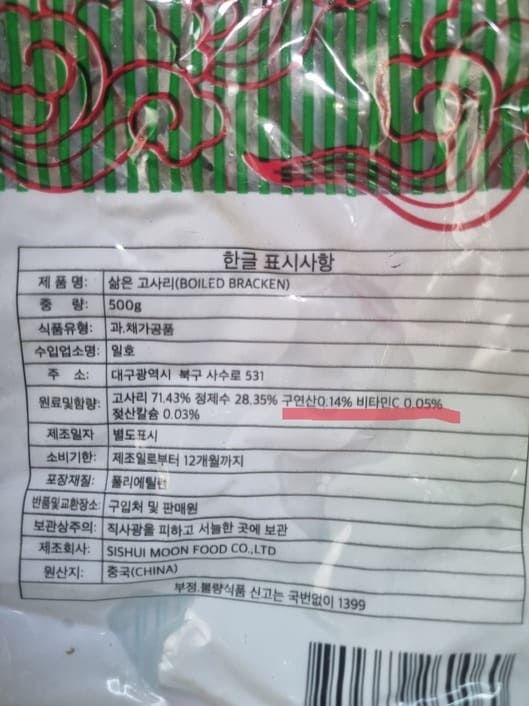 한글 표시사항
제 품 명: 삶은 고사리(BOILED BRACKEN)
중 량: 500g
식품유형: 과.채가공품
수입업소명: 일호
주 소: 대구광역시 북구 사수로 531
원료및함량: 고사리 71.43% 정제수 28.35% 구연산0.14% 비타민C 0.05%
젖산칼슘 0.03%
제조일자 별도표시
소비기한: 제조일로부터 12개월까지
포장재질: 폴리에틸렌
반품및교환장소: 구입처 및 판매원
보관상주의: 직사광을 피하고 서늘한 곳에 보관
제조회사: SISHUI MOON FOOD CO.,LTD
원산지: 중국(CHINA)
부정.불량식품 신고는 국번없이 1399